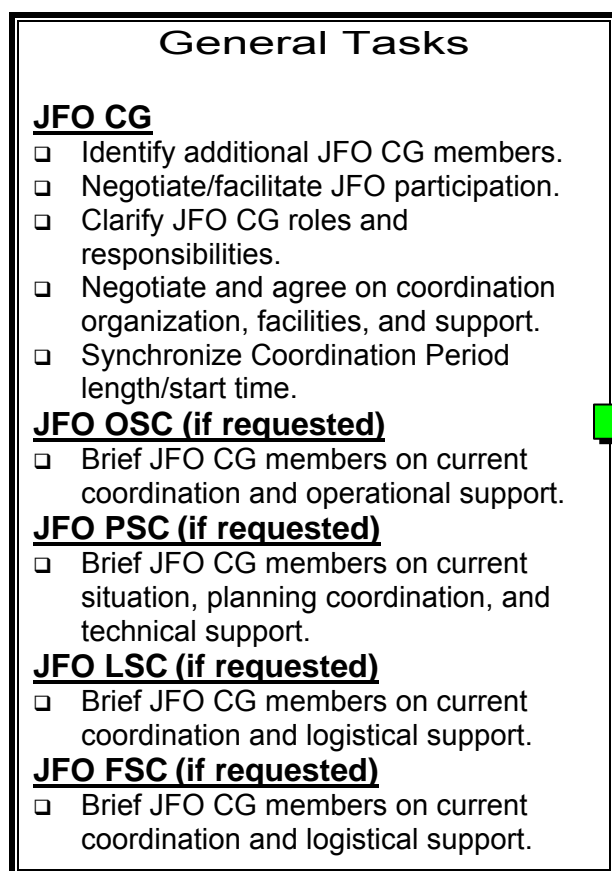 General Tasks
JFO CG
❑ Identify additional JFO CG members.
❑ Negotiate/facilitate JFO participation.
❑ Clarify JFO CG roles and
responsibilities.
❑ Negotiate and agree on coordination
organization, facilities, and support.
❑ Synchronize Coordination Period
length/start time.
JFO OSC (if requested)
❑ Brief JFO CG members on current
coordination and operational support.
JFO PSC (if requested)
❑ Brief JFO CG members on current
situation, planning coordination, and
technical support.
JFO LSC (if requested)
❑ Brief JFO CG members on current
coordination and logistical support.
JFO FSC (if requested)
❑ Brief JFO CG members on current
coordination and logistical support.